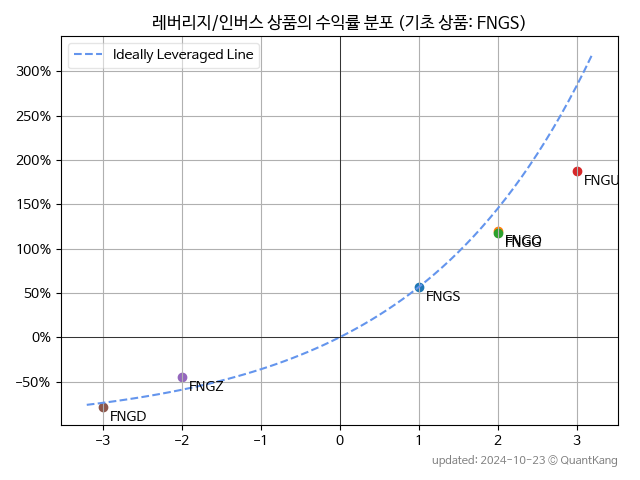 레버리지/인버스 상품의 수익률 분포 (기초 상품: FNGS)
Ideally Leveraged Line
300%
250%
200%
150%
100%
50%
0%
−50%
FNGU
FNGO
FNGG
FNGS
FNGZ
FNGD
−3
−2
−1
0
1
2
3
updated: 2024-10-23 ⓒ QuantKang